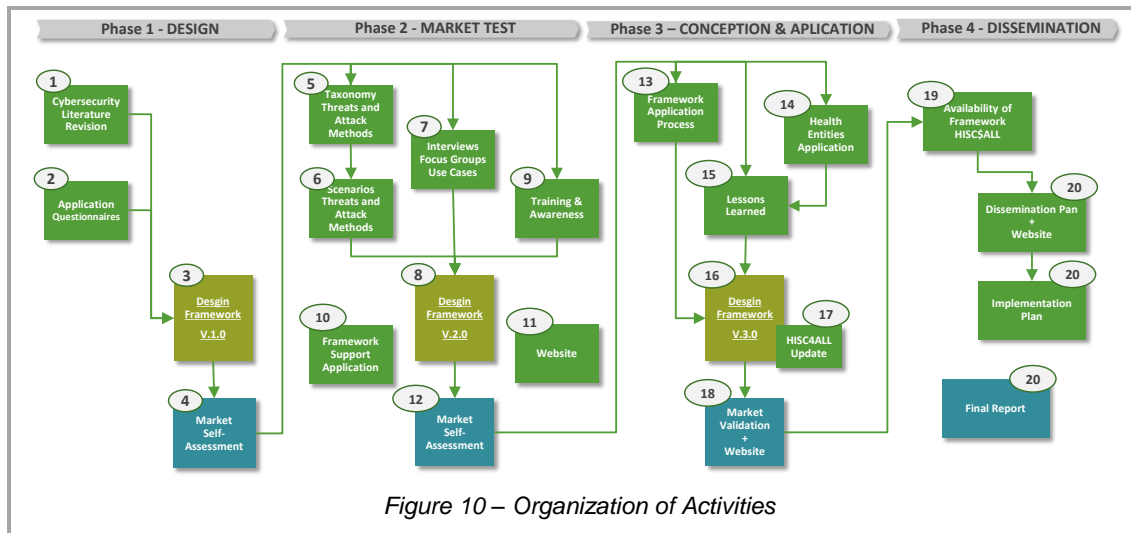 Phase 1 - DESIGN
Phase 2 - MARKET TEST
Phase 3 – CONCEPTION & APLICATION
Phase 4 - DISSEMINATION
1
Cybersecurity
Literature
Revision
2
Application
Questionnaires
3
Desgin
Framework
V.1.0
4
Market
Self-
Assessment
5
Taxonomy
Threats and
Attack
Methods
6
Scenarios
Threats and
Attack
Methods
7
Interviews
Focus Groups
Use Cases
9
Training &
Awareness
8
Desgin
Framework
V.2.0
10
Framework
Support
Application
11
Website
12
Market
Self-
Assessment
13
Framework
Application
Process
14
Health
Entities
Application
15
Lessons
Learned
16
Desgin
Framework
V.3.0
17
HISC4ALL
Update
18
Market
Validation
+
Website
19
Availability of
Framework
HISC$ALL
20
Dissemination Pan
+
Website
20
Implementation
Plan
20
Final Report
Figure 10 – Organization of Activities